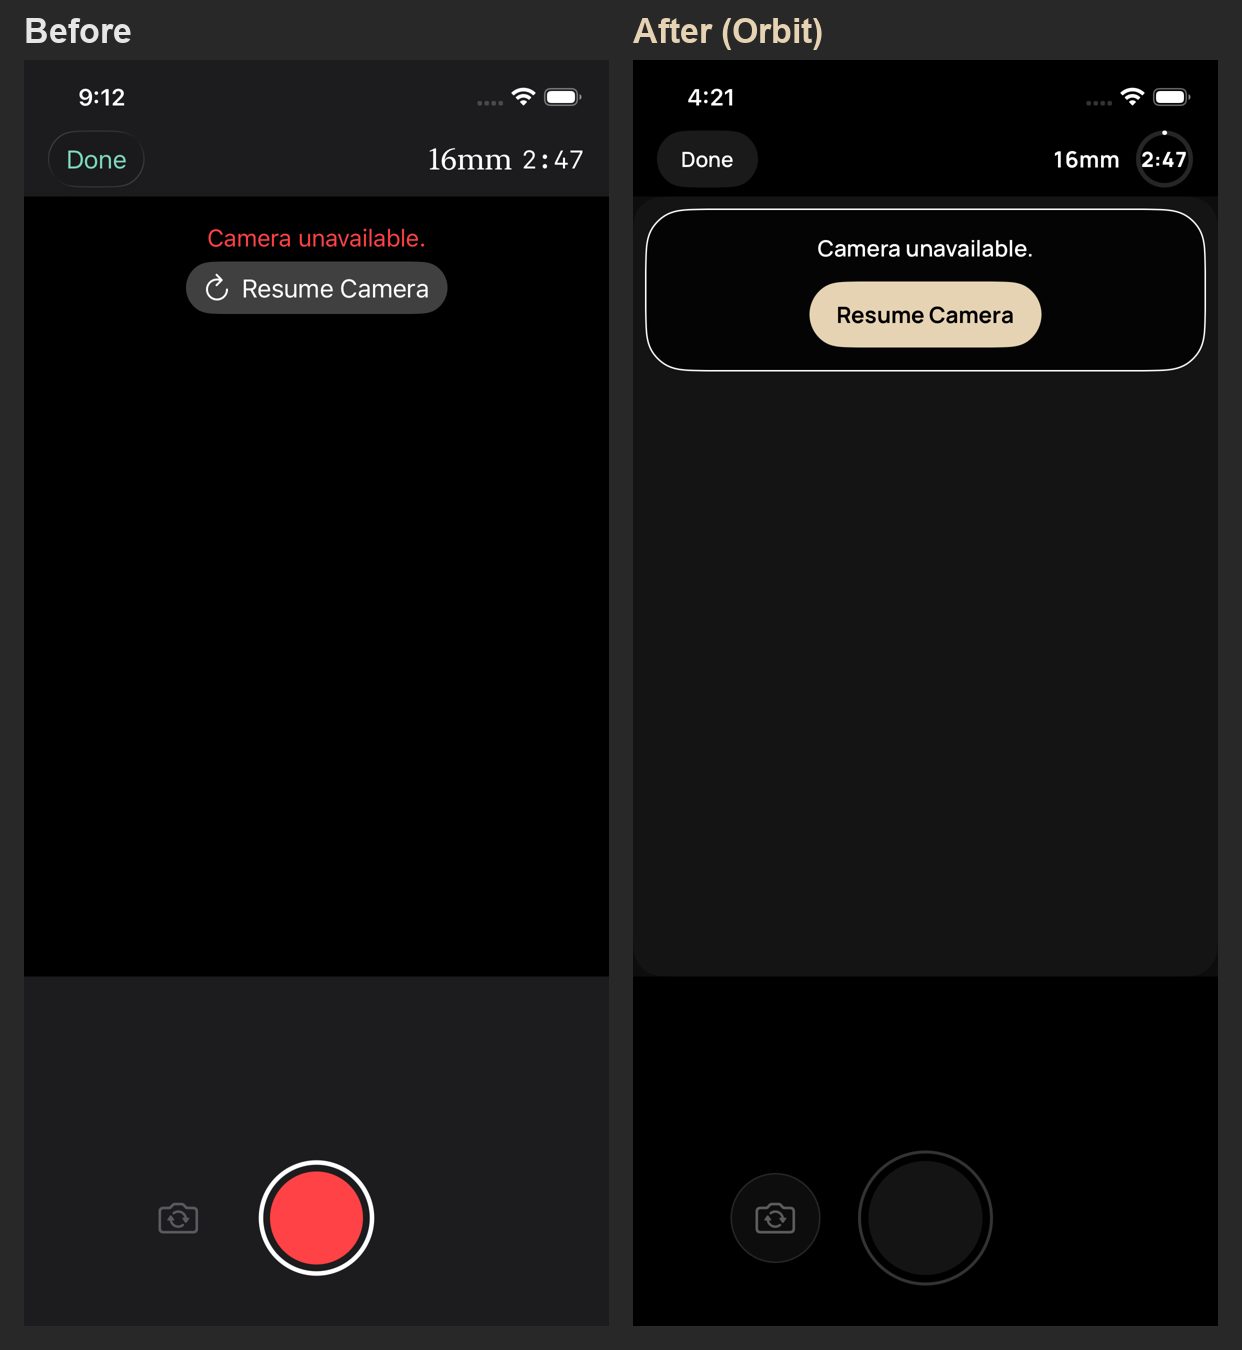 Before
9:12
Done
16mm 2:47
Camera unavailable.
Resume Camera
After (Orbit)
4:21
Done
16mm 2:47
Camera unavailable.
Resume Camera